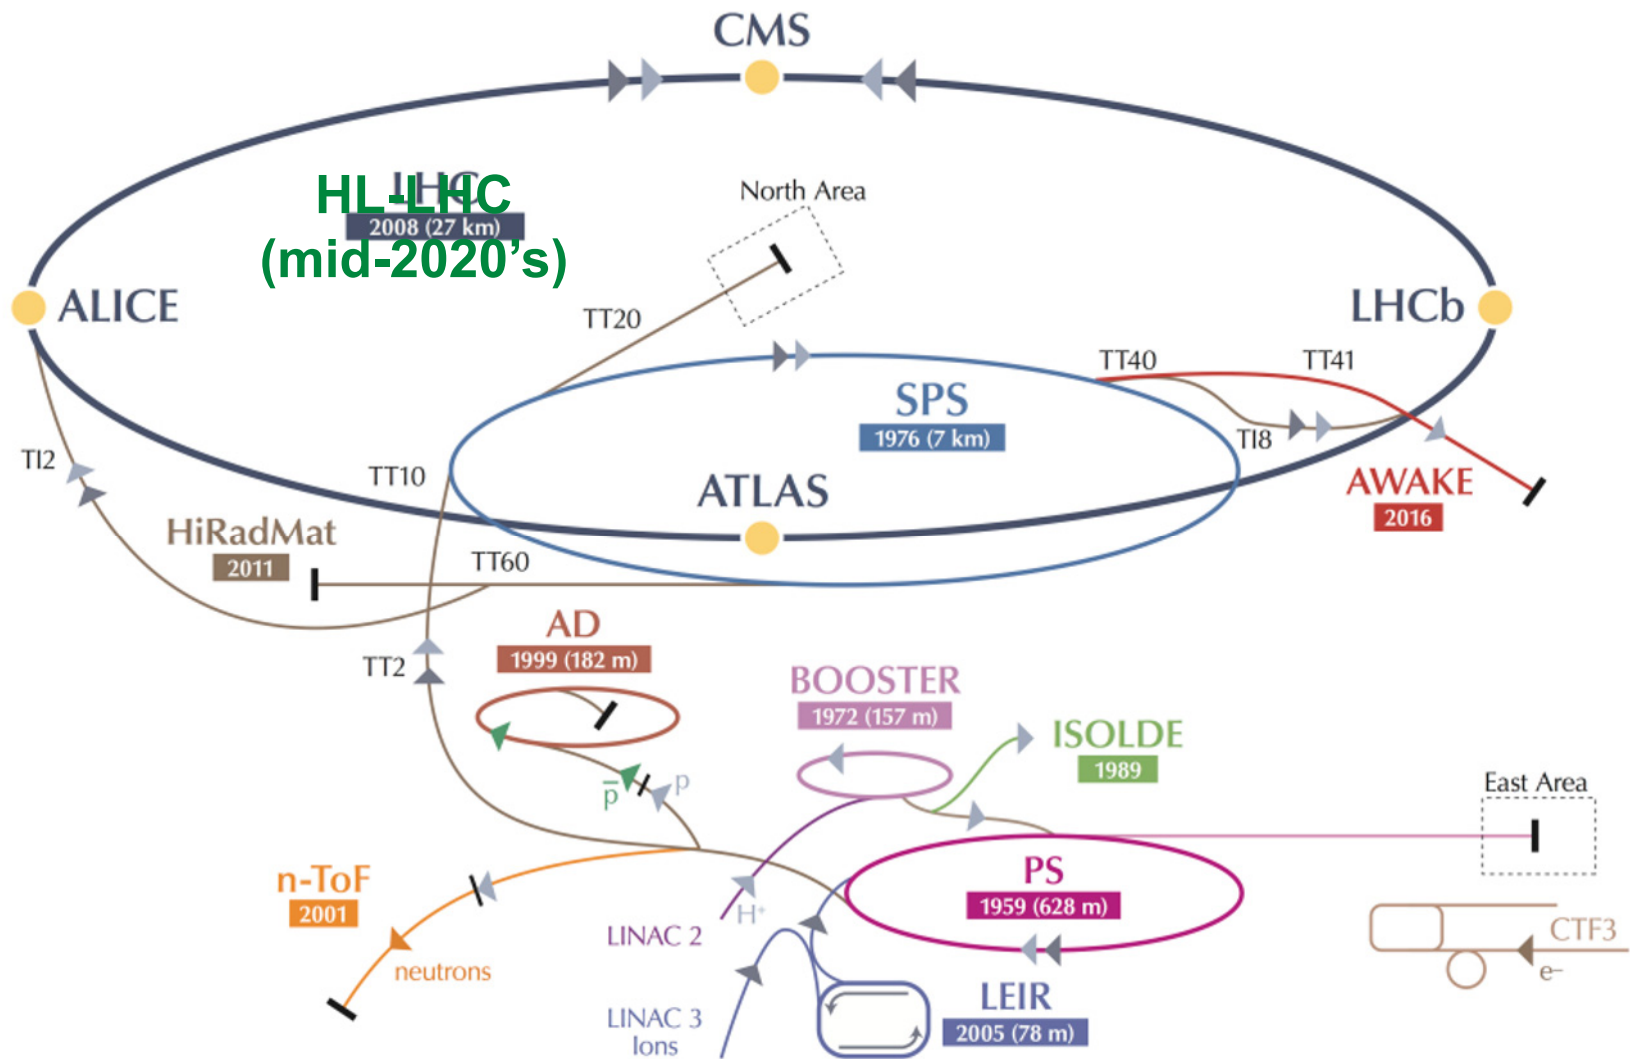 CMS
LHC
HL-LHC
2008 (27 km)
(mid-2020's)
North Area
ALICE
LHCb
TT20
TT40
TT41
SPS
1976 (7 km)
TI8
TI2
TT10
ATLAS
AWAKE
2016
HiRadMat
2011
TT60
AD
1999 (182 m)
TT2
BOOSTER
1972 (157 m)
ISOLDE
1989
p̅
p
East Area
n-ToF
2001
PS
1959 (628 m)
H⁺
LINAC 2
neutrons
CTF3
e–
LEIR
2005 (78 m)
LINAC 3
Ions